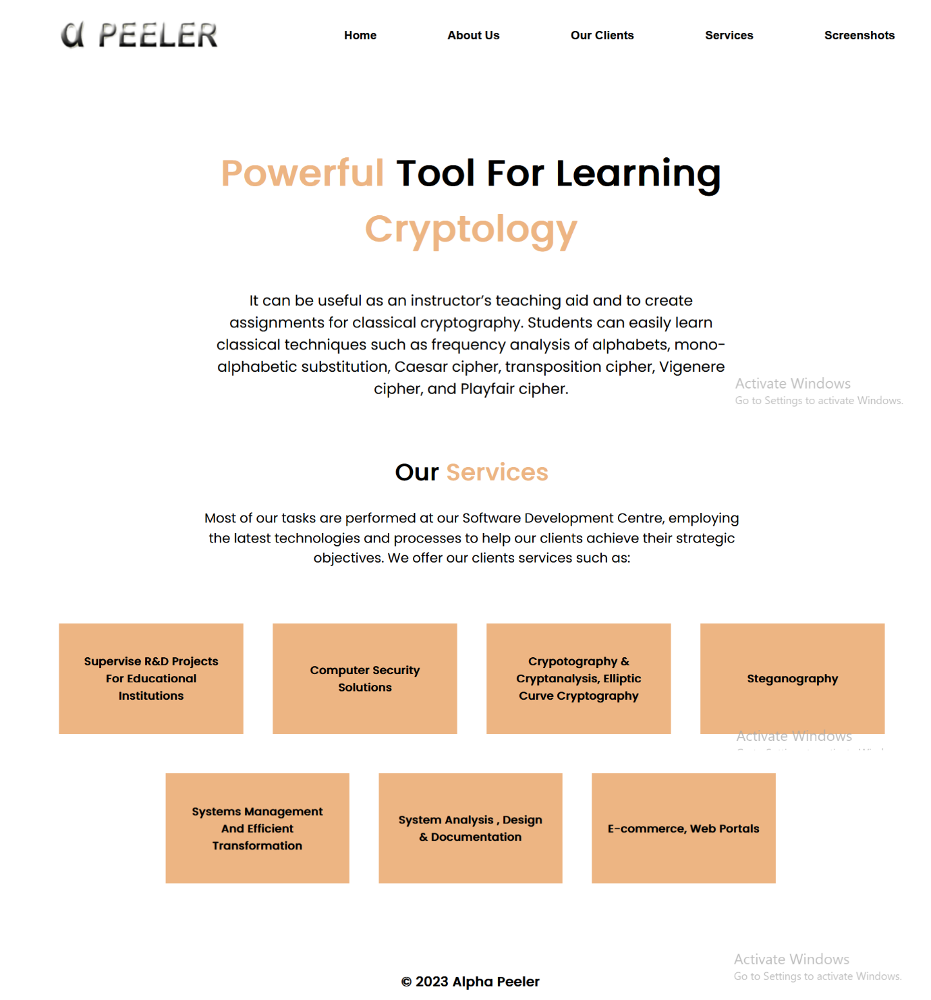 α PEELER
Home
About Us
Our Clients
Services
Screenshots
Powerful Tool For Learning
Cryptology
It can be useful as an instructor’s teaching aid and to create
assignments for classical cryptography. Students can easily learn
classical techniques such as frequency analysis of alphabets, mono-
alphabetic substitution, Caesar cipher, transposition cipher, Vigenere
cipher, and Playfair cipher.
Activate Windows
Go to Settings to activate Windows.
Our Services
Most of our tasks are performed at our Software Development Centre, employing
the latest technologies and processes to help our clients achieve their strategic
objectives. We offer our clients services such as:
Supervise R&D Projects
For Educational
Institutions
Computer Security
Solutions
Crypotography &
Cryptanalysis, Elliptic
Curve Cryptography
Steganography
Activate Windows
Systems Management
And Efficient
Transformation
System Analysis , Design
& Documentation
E-commerce, Web Portals
Activate Windows
Go to Settings to activate Windows.
© 2023 Alpha Peeler